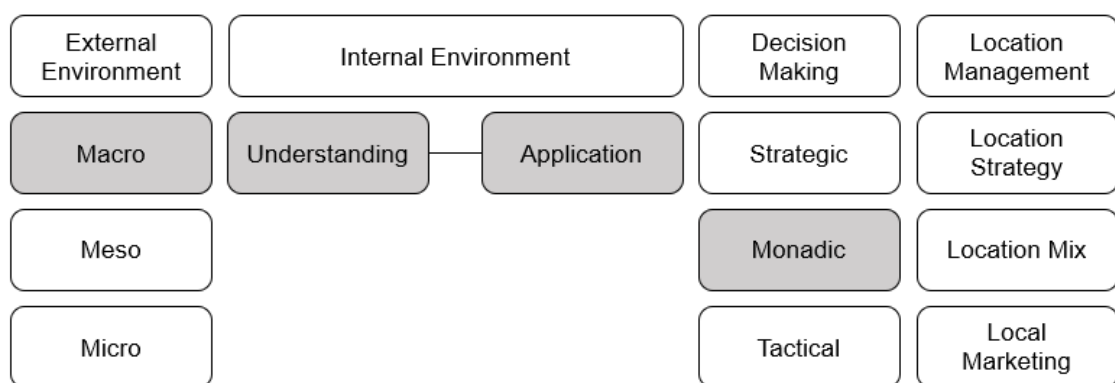 External
Environment
Internal Environment
Decision
Making
Location
Management
Macro
Understanding
Application
Strategic
Location
Strategy
Meso
Monadic
Location Mix
Micro
Tactical
Local
Marketing